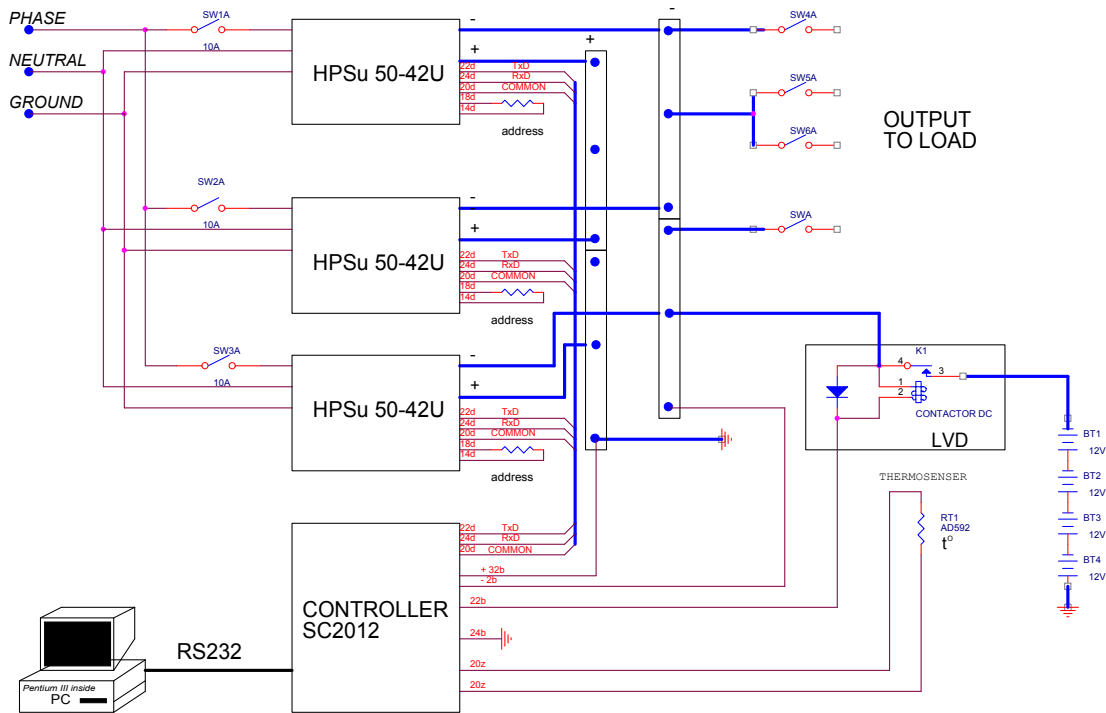 PHASE
SW1A
10A
NEUTRAL
GROUND
HPSu 50-42U
-
+
22d TxD
24d RxD
20d COMMON
18d
14d
address
+
-
SW4A
SW5A
SW6A
OUTPUT
TO LOAD
SW2A
10A
HPSu 50-42U
-
-
+
22d TxD
24d RxD
20d COMMON
18d
14d
address
SWA
SW3A
10A
HPSu 50-42U
-
+
22d TxD
24d RxD
20d COMMON
18d
14d
address
K1
4
3
1
2
CONTACTOR DC
LVD
BT1
12V
BT2
12V
BT3
12V
BT4
12V
THERMOSENSER
RT1
AD592
t°
CONTROLLER
SC2012
22d TxD
24d RxD
20d COMMON
+ 32b
- 2b
22b
24b
20z
20z
RS232
Pentium III inside
PC